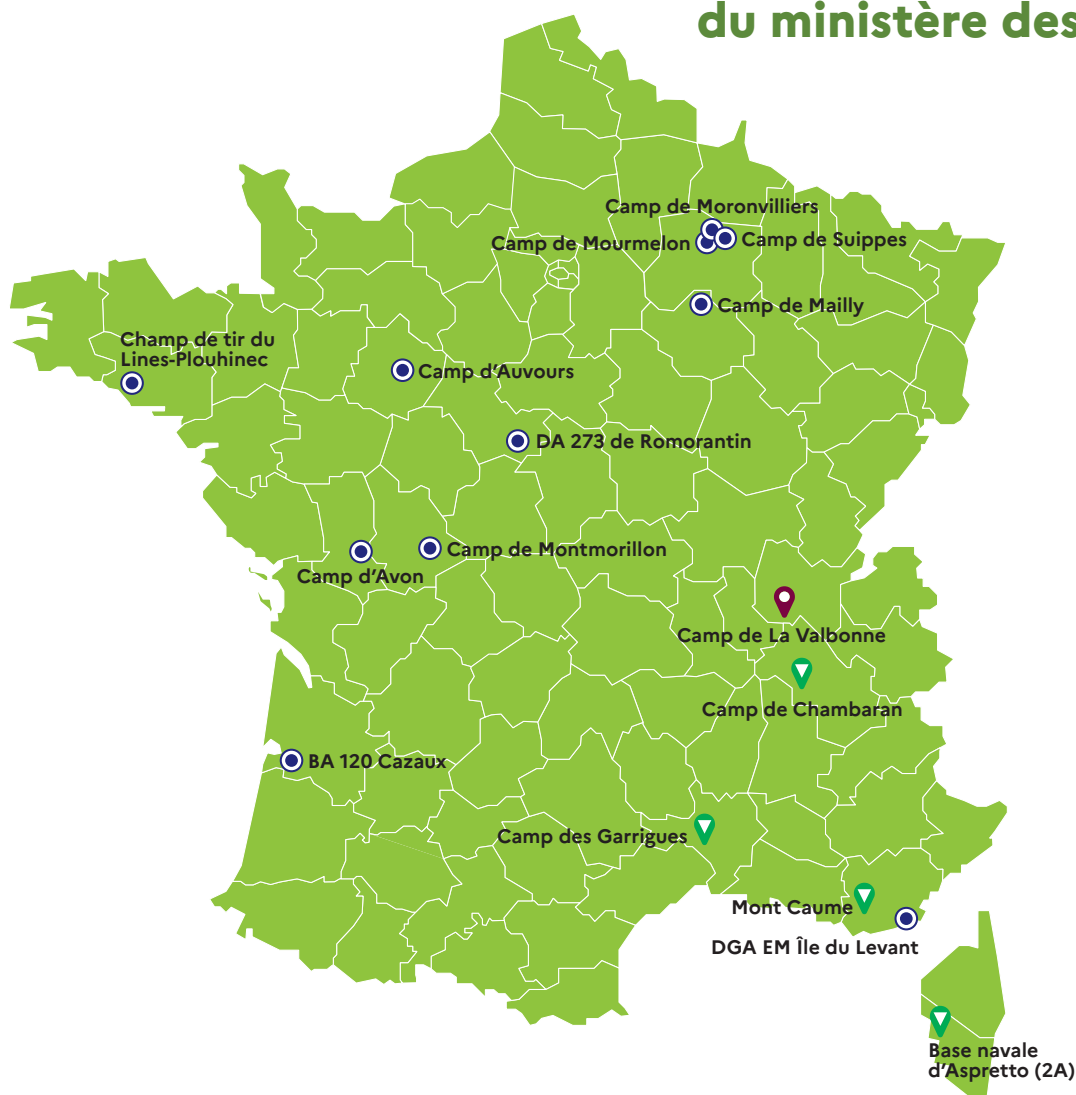 du ministère des
Camp de Moronvilliers
Camp de Mourmelon
Camp de Suippes
Camp de Mailly
Champ de tir du
Lines-Plouhinec
Camp d'Auvours
DA 273 de Romorantin
Camp de Montmorillon
Camp d'Avon
Camp de La Valbonne
Camp de Chambaran
BA 120 Cazaux
Camp des Garrigues
Mont Caume
DGA EM Île du Levant
Base navale
d'Aspretto (2A)